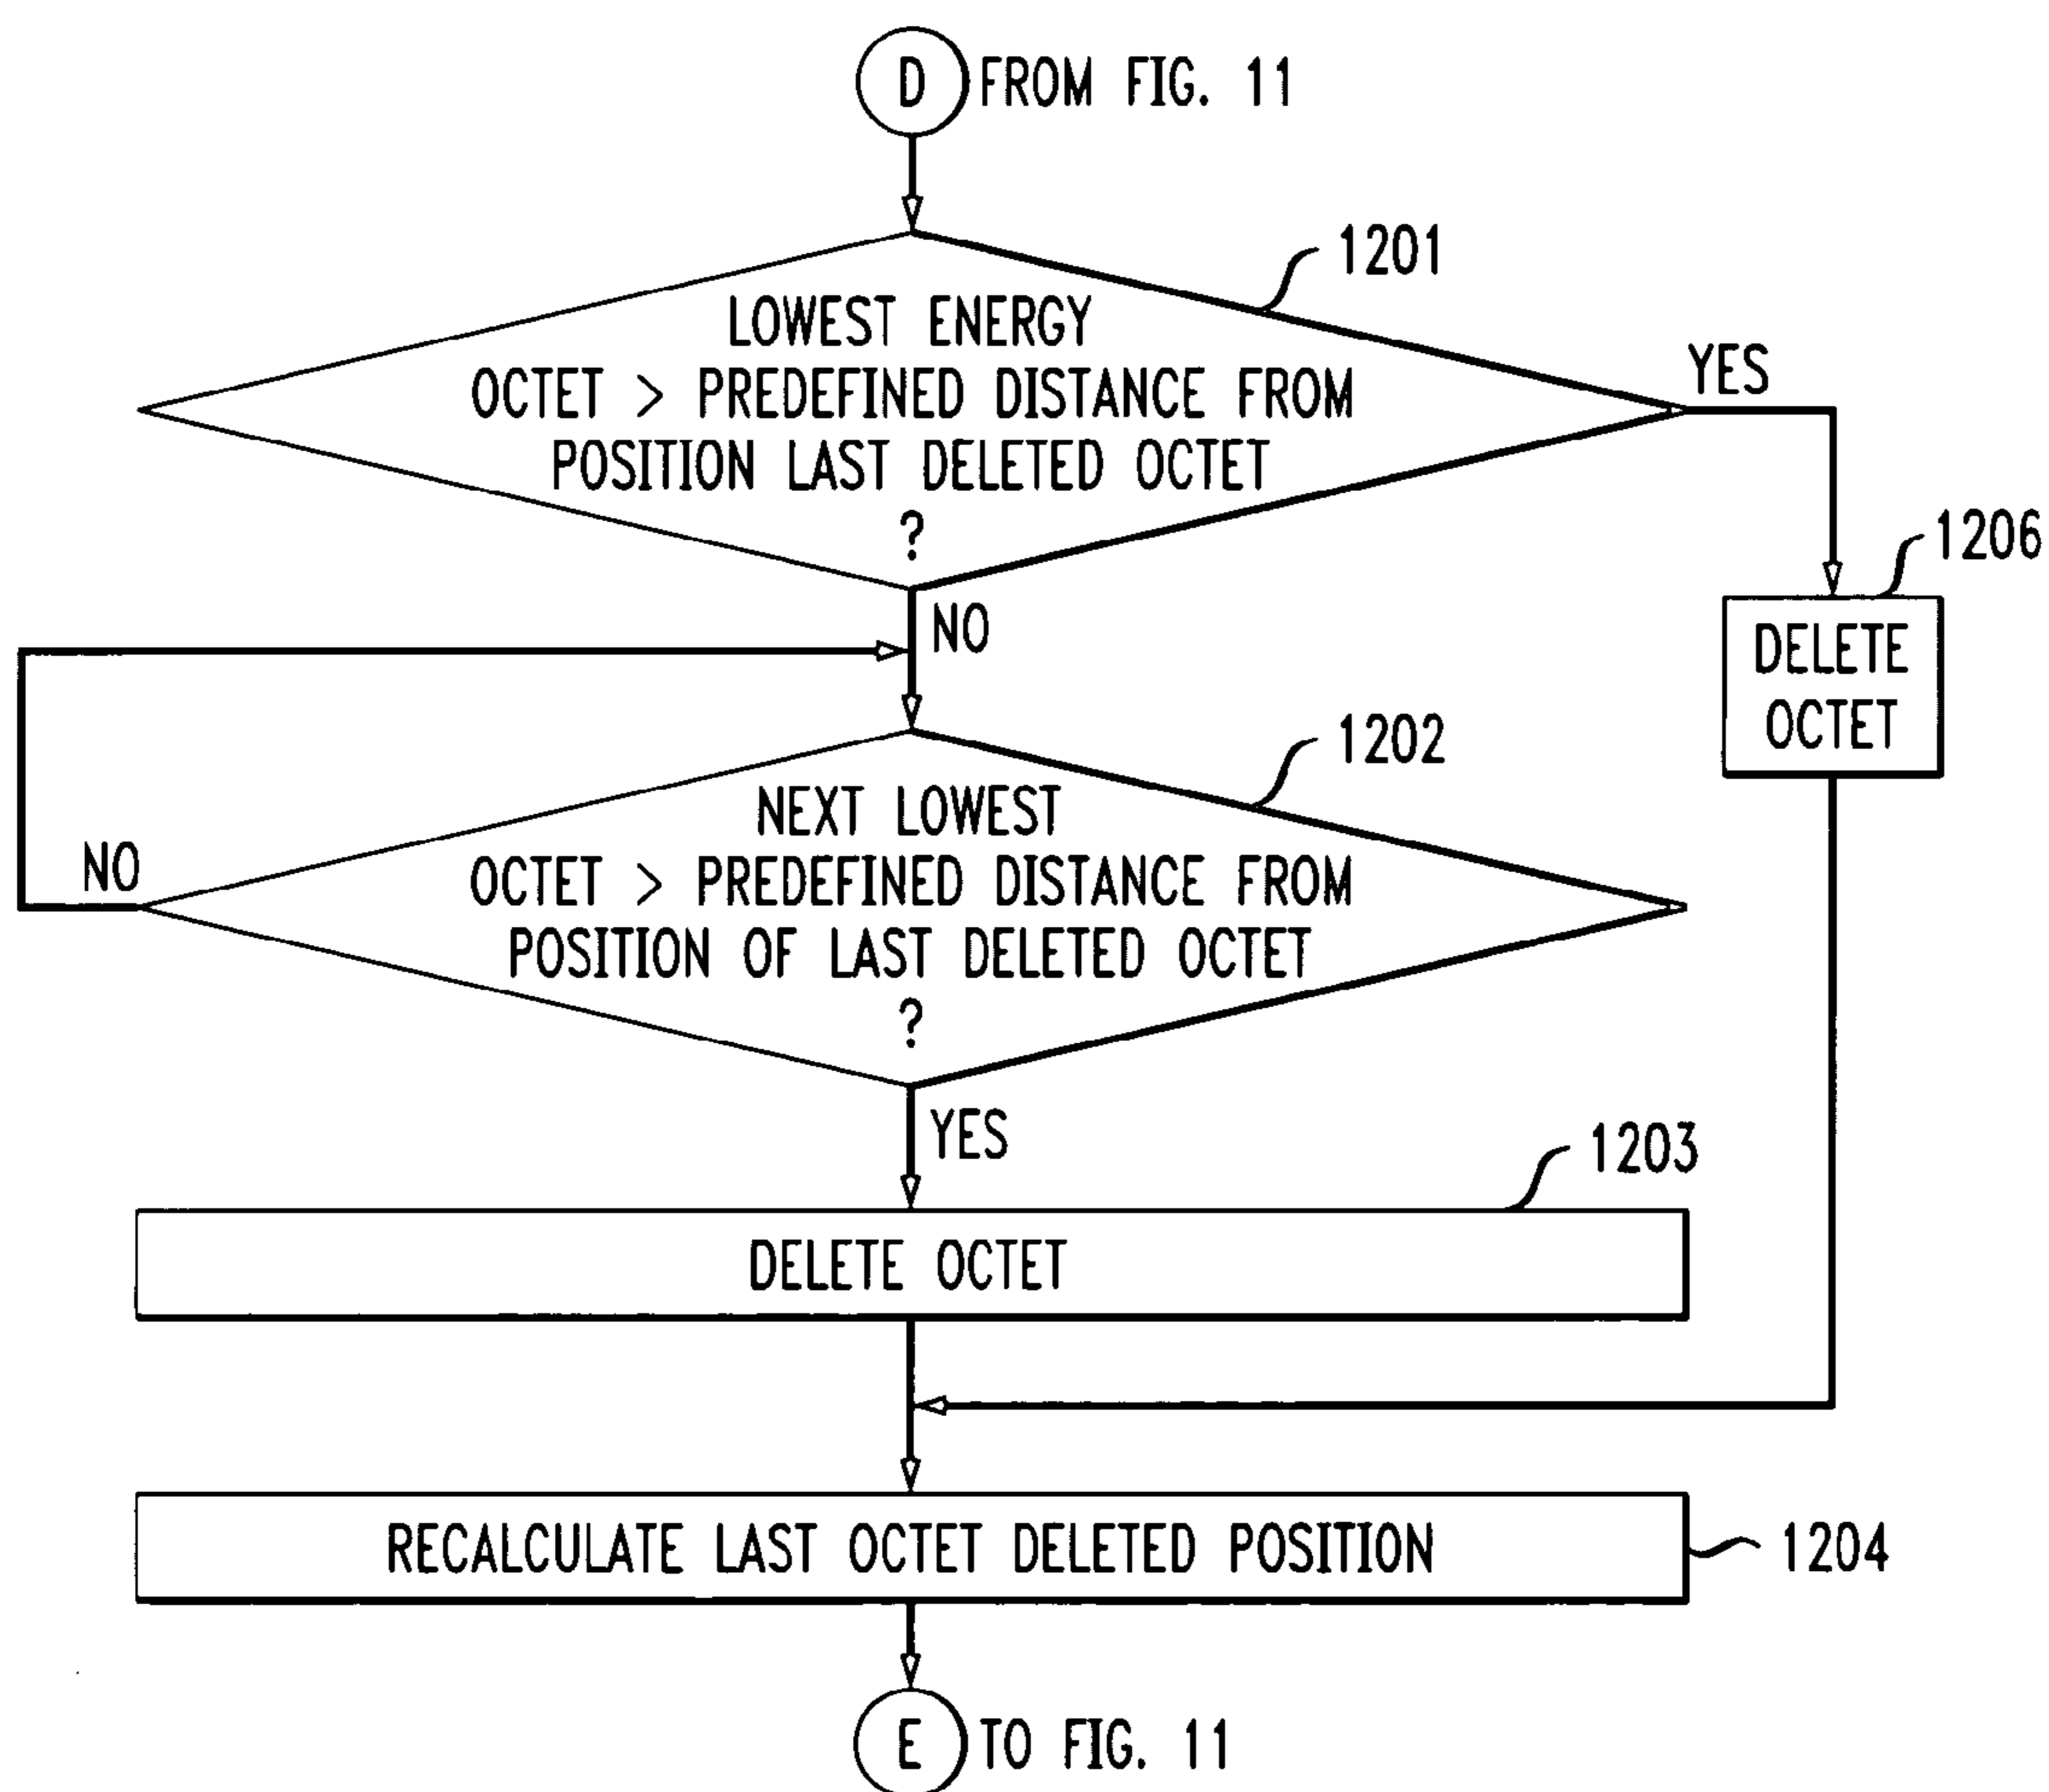 D FROM FIG. 11
1201
LOWEST ENERGY
OCTET > PREDEFINED DISTANCE FROM
POSITION LAST DELETED OCTET
?
YES
1206
DELETE
OCTET
NO
1202
NEXT LOWEST
OCTET > PREDEFINED DISTANCE FROM
POSITION OF LAST DELETED OCTET
?
NO
YES
1203
DELETE OCTET
RECALCULATE LAST OCTET DELETED POSITION
1204
E TO FIG. 11